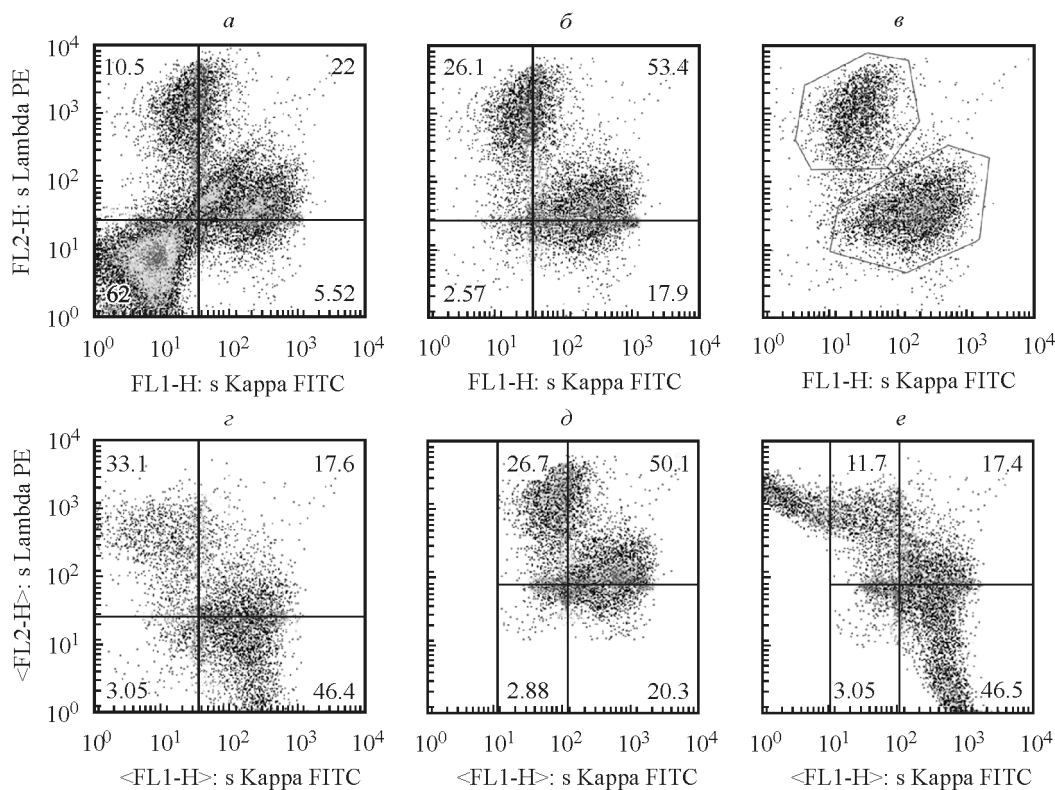 а б в
10⁴ 10.5 22 26.1 53.4
10³
10²
10¹
10⁰ 62 5.52 2.57 17.9
FL2-H: s Lambda PE
10⁰ 10¹ 10² 10³ 10⁴ 10⁰ 10¹ 10² 10³ 10⁴ 10⁰ 10¹ 10² 10³ 10⁴
FL1-H: s Kappa FITC FL1-H: s Kappa FITC FL1-H: s Kappa FITC
г д е
10⁴ 33.1 17.6 26.7 50.1 11.7 17.4
10³
10²
10¹
10⁰ 3.05 46.4 2.88 20.3 3.05 46.5
<FL2-H>: s Lambda PE
10⁰ 10¹ 10² 10³ 10⁴ 10⁰ 10¹ 10² 10³ 10⁴ 10⁰ 10¹ 10² 10³ 10⁴
<FL1-H>: s Kappa FITC <FL1-H>: s Kappa FITC <FL1-H>: s Kappa FITC